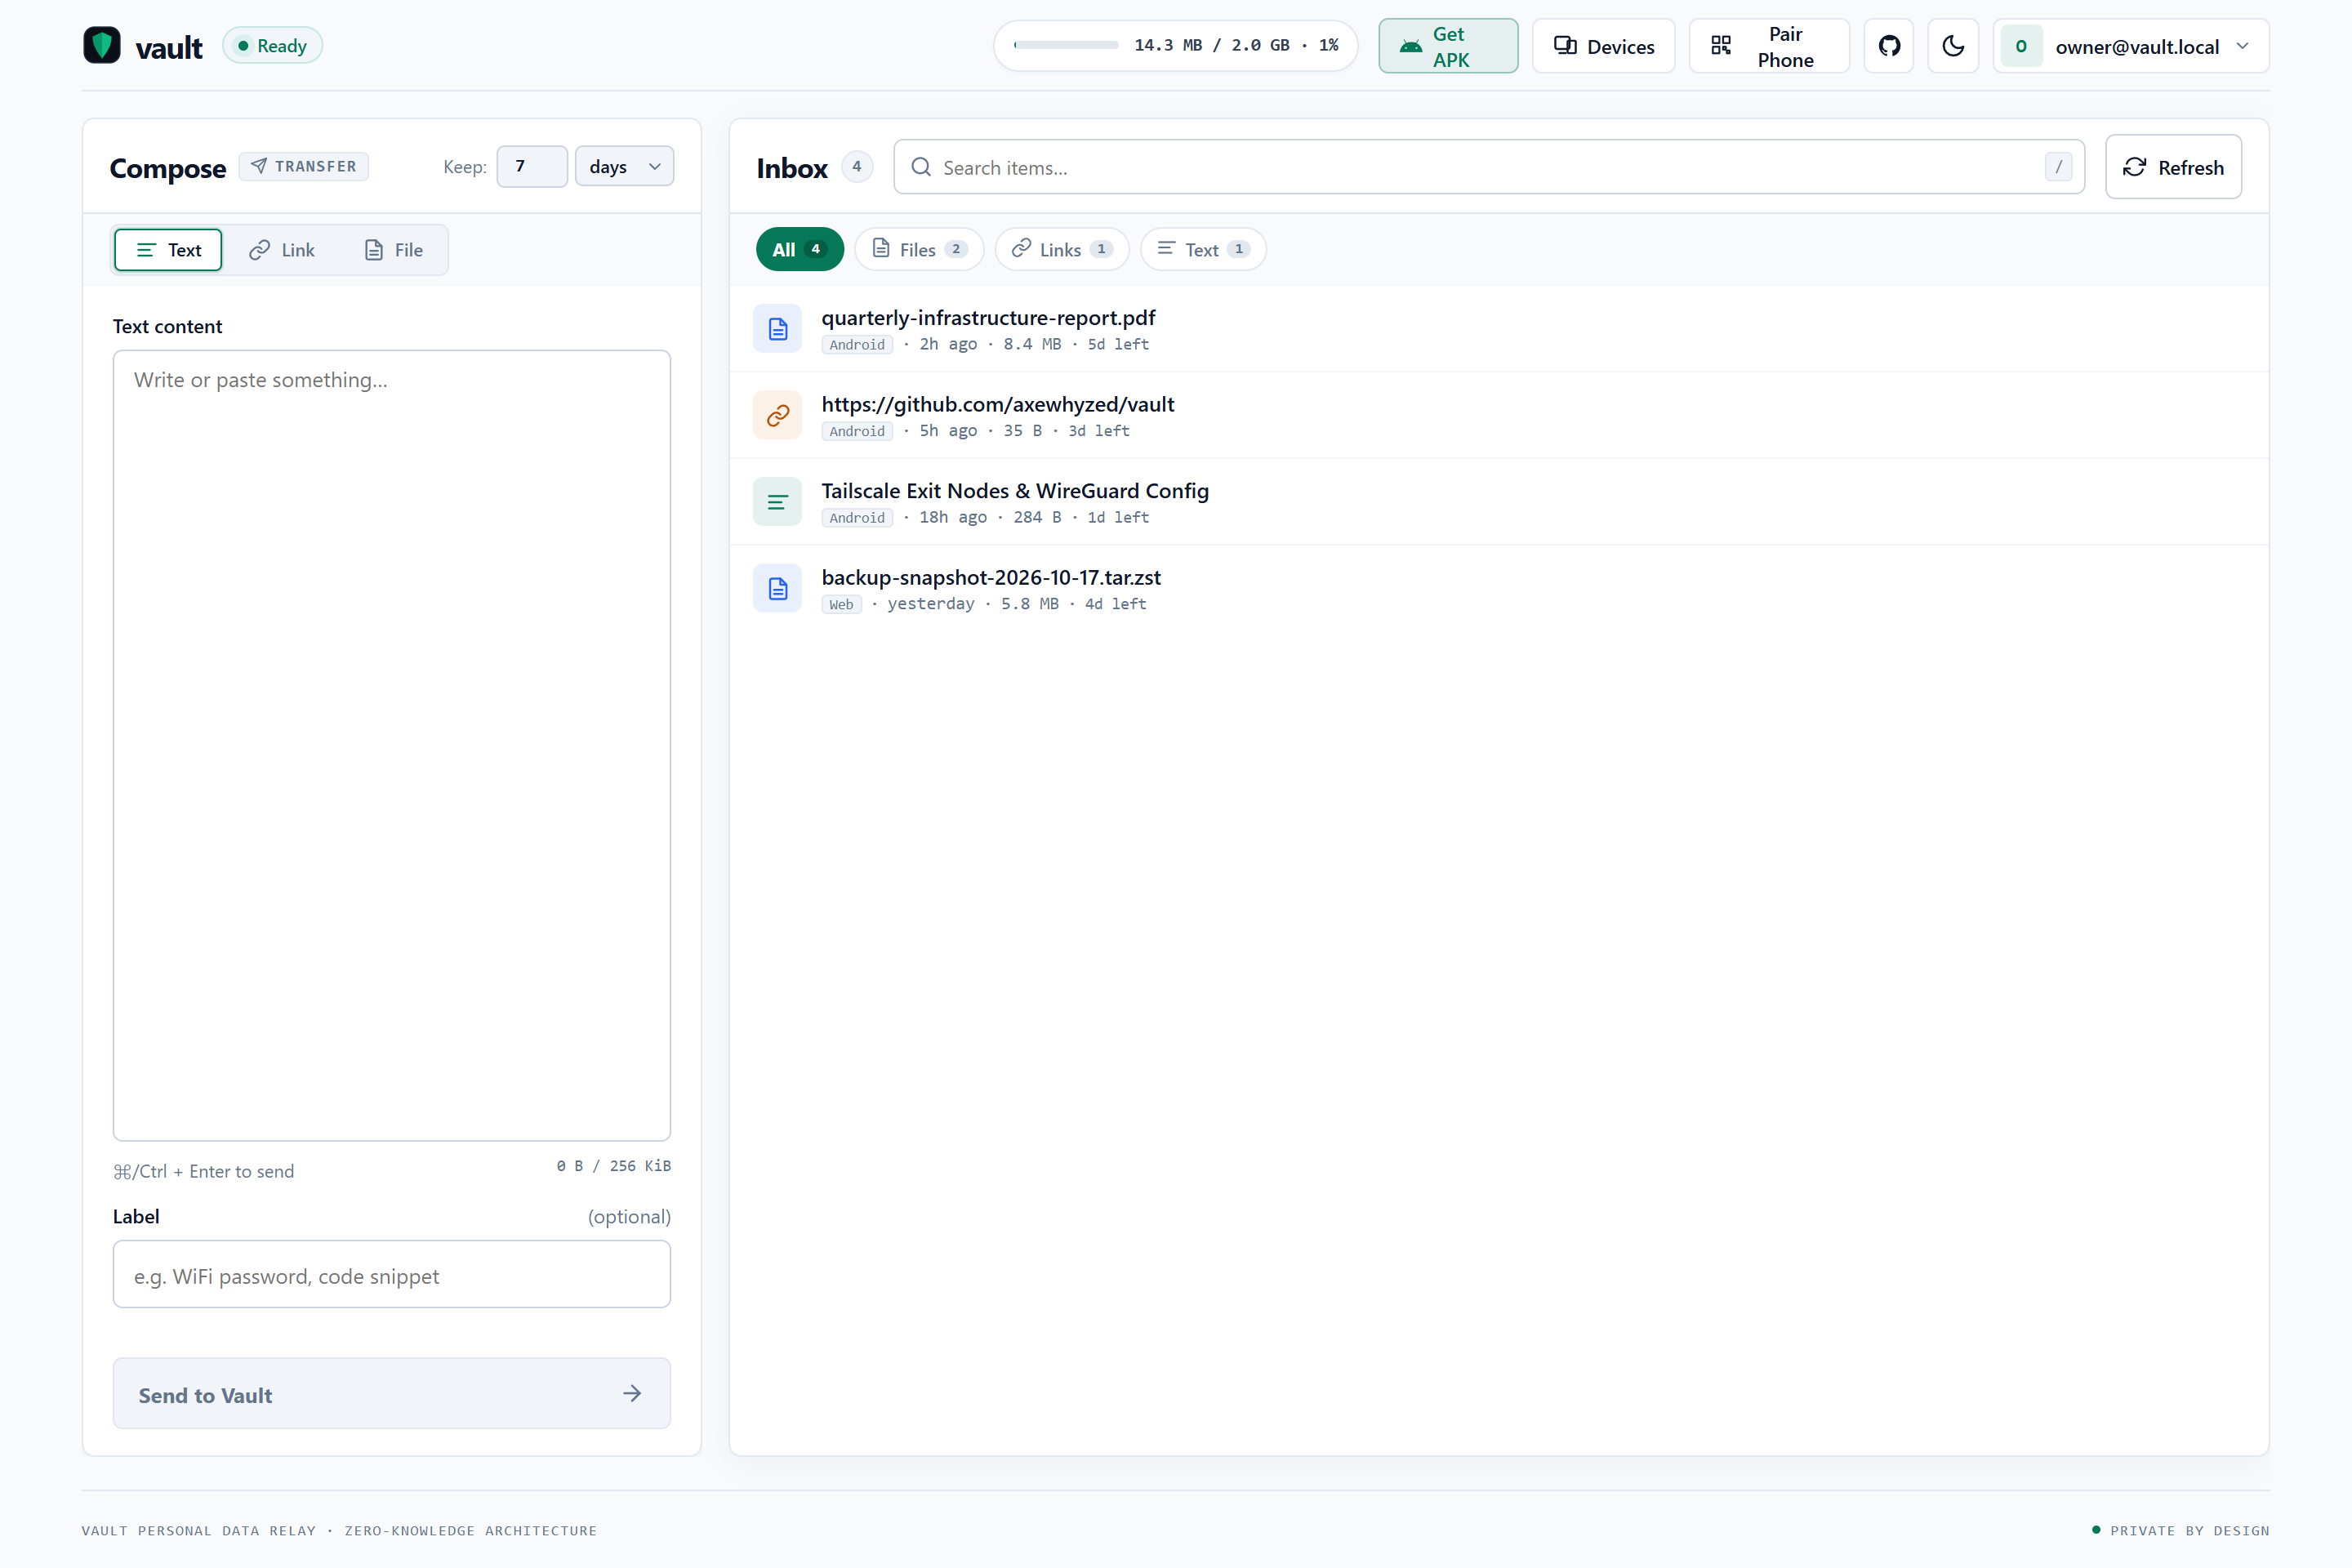 vault
Ready
14.3 MB / 2.0 GB · 1%
Get APK
Devices
Pair Phone
O
owner@vault.local
Compose
TRANSFER
Keep:
7
days
Inbox
4
Search items...
/
Refresh
Text
Link
File
All 4
Files 2
Links 1
Text 1
Text content
Write or paste something...
quarterly-infrastructure-report.pdf
Android · 2h ago · 8.4 MB · 5d left
https://github.com/axewhyzed/vault
Android · 5h ago · 35 B · 3d left
Tailscale Exit Nodes & WireGuard Config
Android · 18h ago · 284 B · 1d left
backup-snapshot-2026-10-17.tar.zst
Web · yesterday · 5.8 MB · 4d left
⌘/Ctrl + Enter to send
0 B / 256 KiB
Label
(optional)
e.g. WiFi password, code snippet
Send to Vault
VAULT PERSONAL DATA RELAY · ZERO-KNOWLEDGE ARCHITECTURE
PRIVATE BY DESIGN